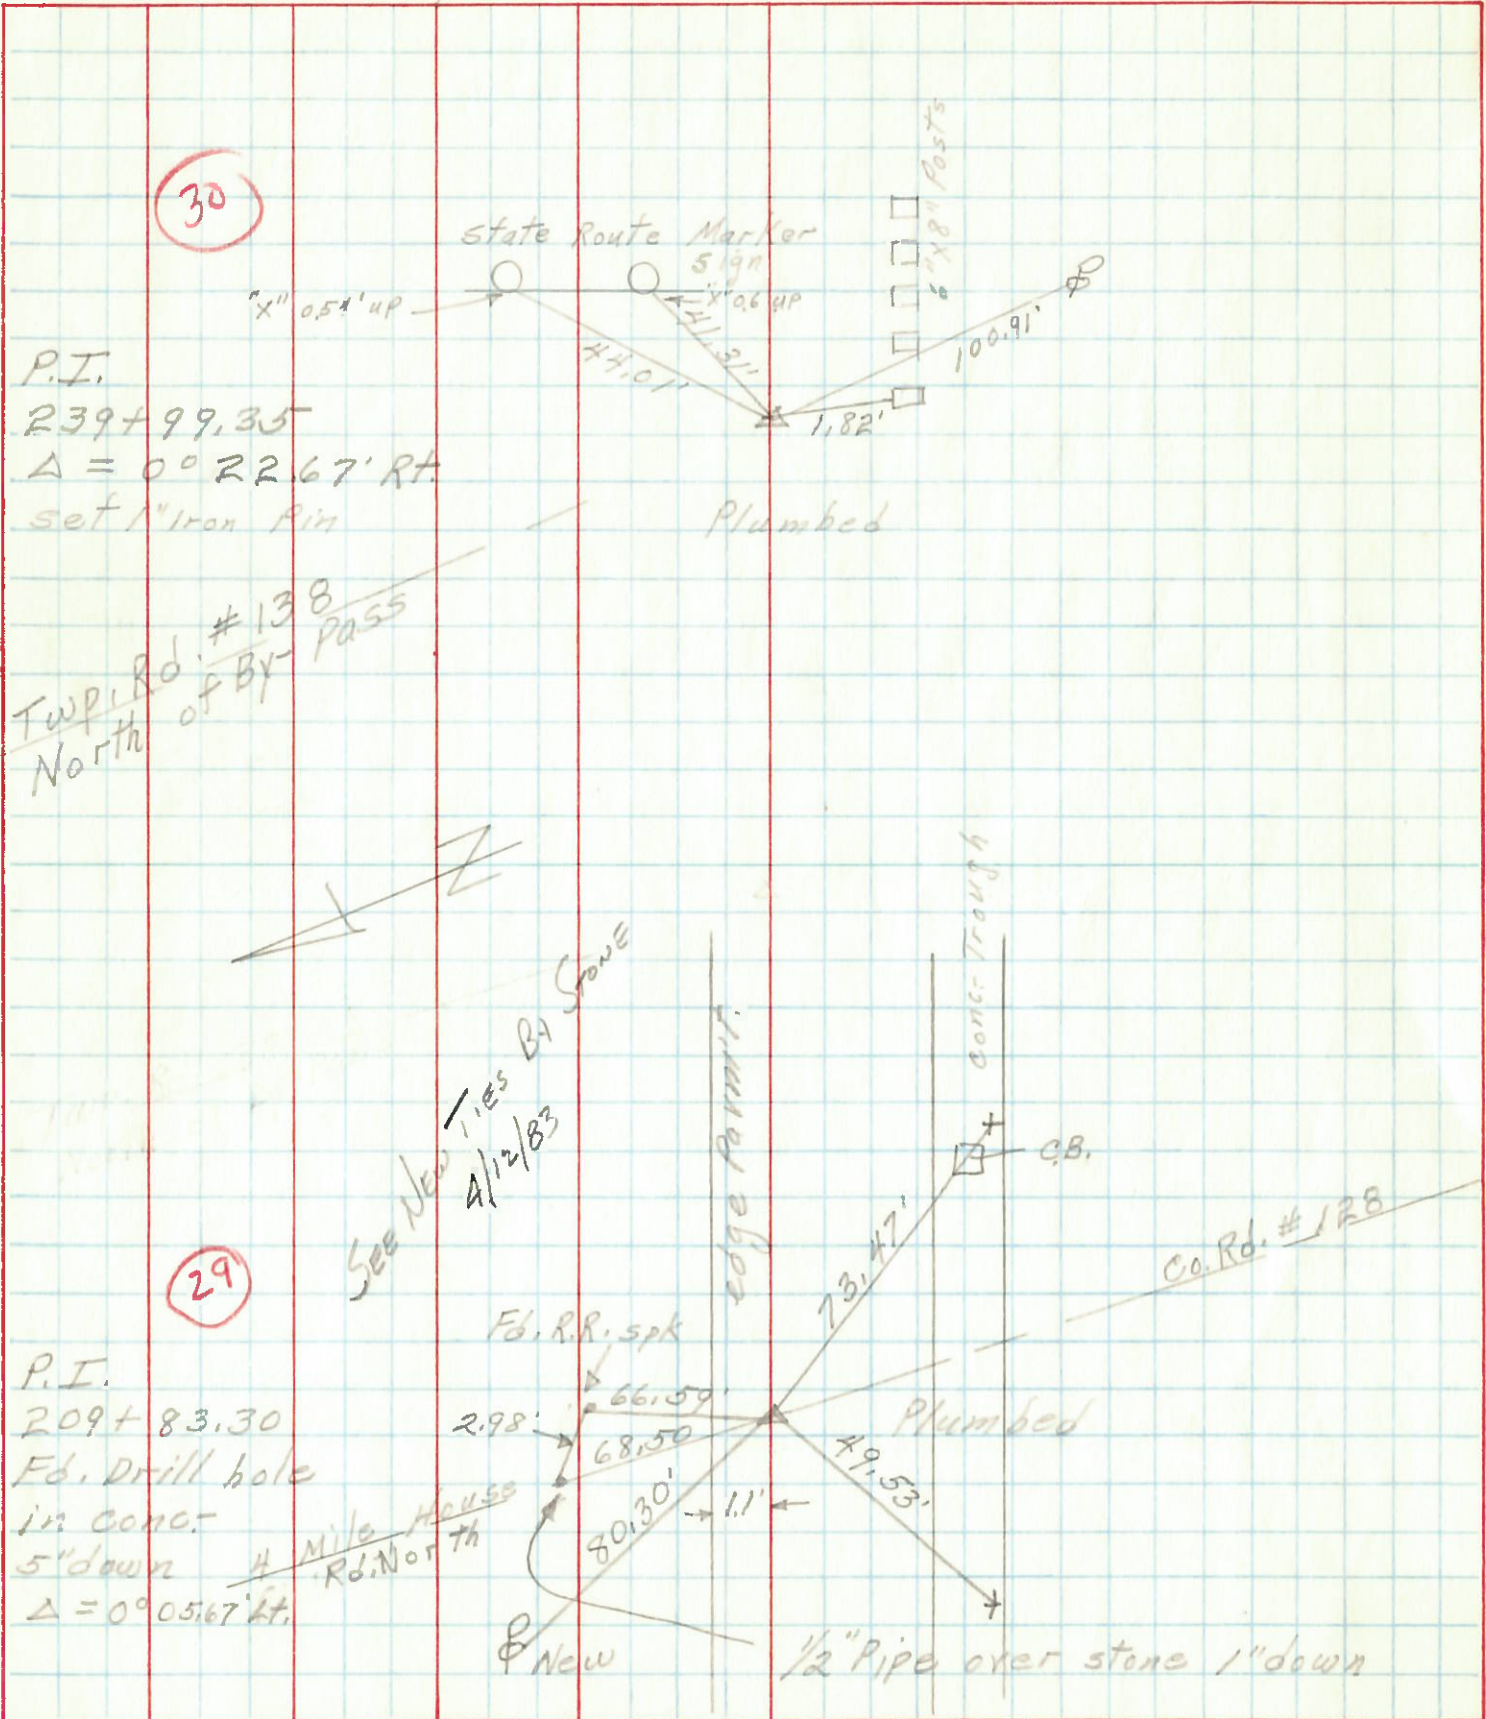 30
State Route Marker
Sign
6"x8" Posts
"X" 0.54' up
"X" 0.6 up
41.31'
44.01'
100.91'
1.82'
P.I.
239+99.35
Δ = 0° 22.67' Rt.
set 1" Iron Pin
Plumbed
Twp. Rd. #138
North of By-Pass
N
See New Ties By Stone
4/12/83
edge Parm't.
conc. Trough
C.B.
73.47'
Co. Rd. #128
29
Fd. R.R. spk
66.59'
2.98'
68.50
Plumbed
49.53'
80.30'
1.1'
P.I.
209+83.30
Fd. Drill hole
in conc.
5" down
Δ = 0° 05.67' Lt.
4 Mile House
Rd. North
New
1/2" Pipe over stone 1" down